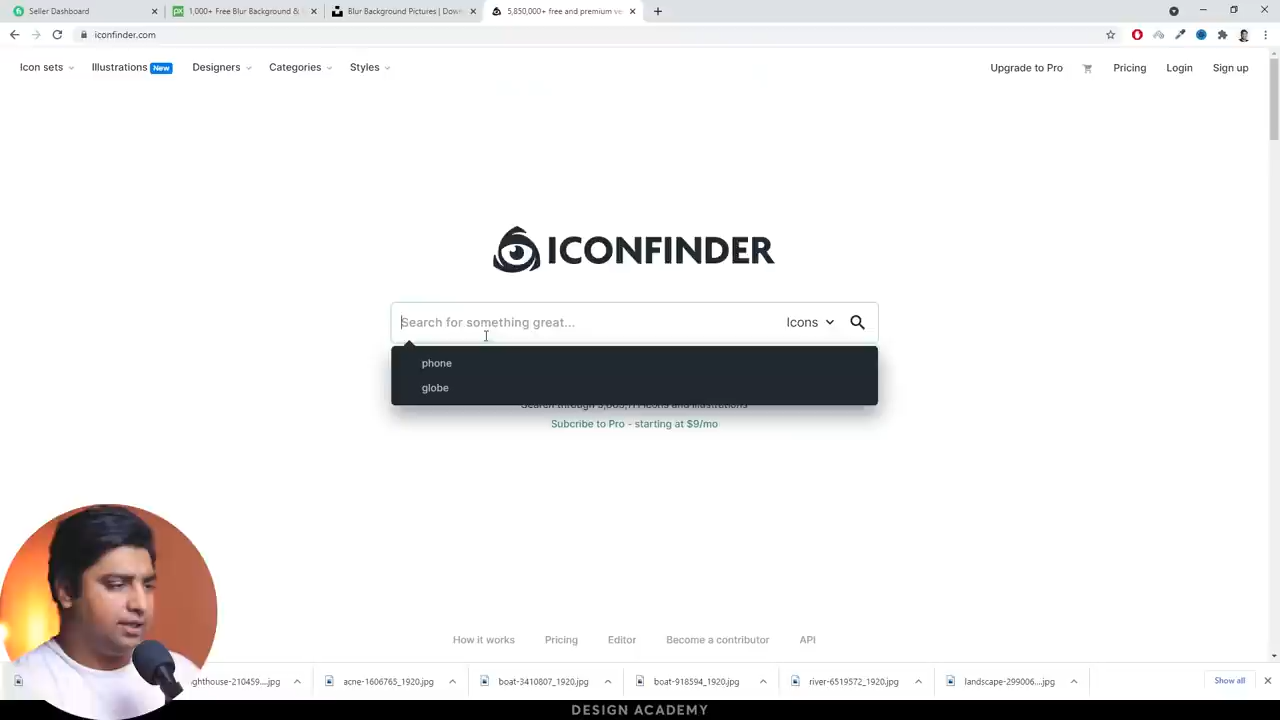 Seller Dashboard
1,000+ Free Blur Background &
Blur Background Pictures | Down
5,850,000+ free and premium ve
iconfinder.com
Icon sets
Illustrations New
Designers
Categories
Styles
Upgrade to Pro
Pricing
Login
Sign up
ICONFINDER
Search for something great...
Icons
phone
globe
Subcribe to Pro - starting at $9/mo
How it works
Pricing
Editor
Become a contributor
API
ghthouse-210459....jpg
acne-1606765_1920.jpg
boat-3410807_1920.jpg
boat-918594_1920.jpg
river-6519572_1920.jpg
landscape-299006....jpg
Show all
DESIGN ACADEMY